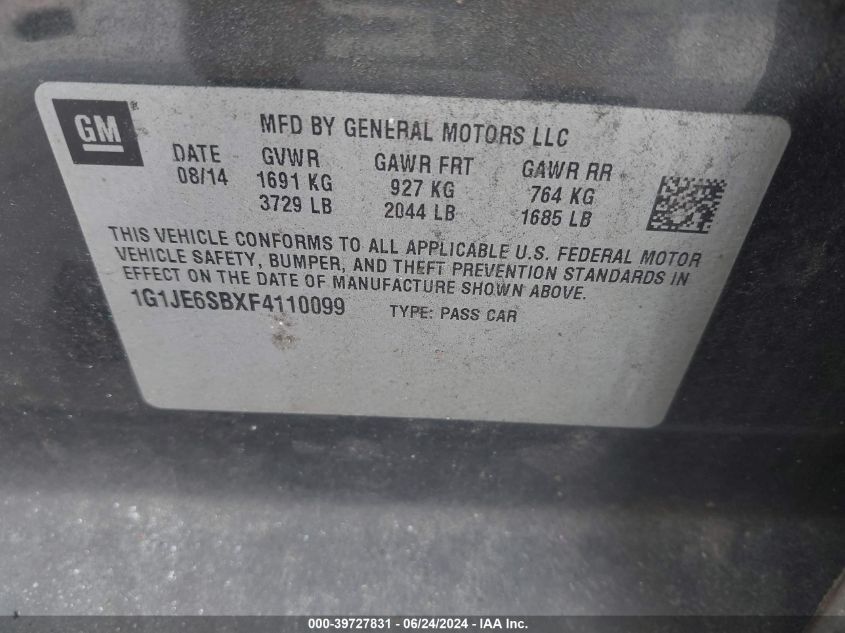 GM
MFD BY GENERAL MOTORS LLC
DATE GVWR GAWR FRT GAWR RR
08/14 1691 KG 927 KG 764 KG
3729 LB 2044 LB 1685 LB
THIS VEHICLE CONFORMS TO ALL APPLICABLE U.S. FEDERAL MOTOR
VEHICLE SAFETY, BUMPER, AND THEFT PREVENTION STANDARDS IN
EFFECT ON THE DATE OF MANUFACTURE SHOWN ABOVE.
1G1JE6SBXF4110099 TYPE: PASS CAR
000-39727831 - 06/24/2024 - IAA Inc.